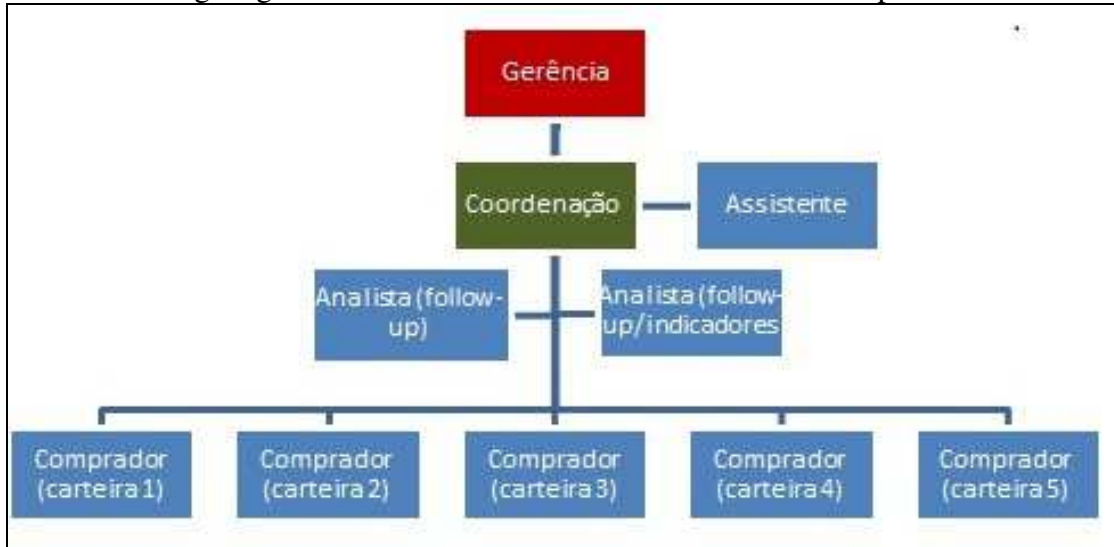 Gerência
Coordenação
Assistente
Analista (follow-
up)
Analista (follow-
up/indicadores
Comprador
(carteira 1)
Comprador
(carteira 2)
Comprador
(carteira 3)
Comprador
(carteira 4)
Comprador
(carteira 5)